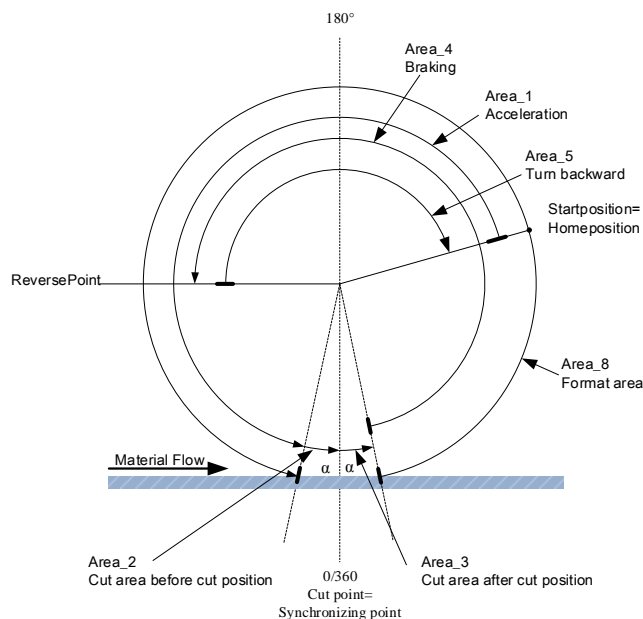 180°
Area_4
Braking
Area_1
Acceleration
Area_5
Turn backward
Startposition=
Homeposition
ReversePoint
Area_8
Format area
Material Flow
α
α
Area_2
Cut area before cut position
Area_3
Cut area after cut position
0/360
Cut point=
Synchronizing point